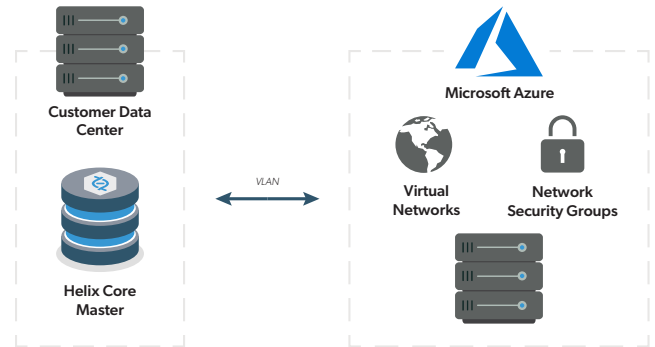 Customer Data
Center
Helix Core
Master
VLAN
Microsoft Azure
Virtual
Networks
Network
Security Groups